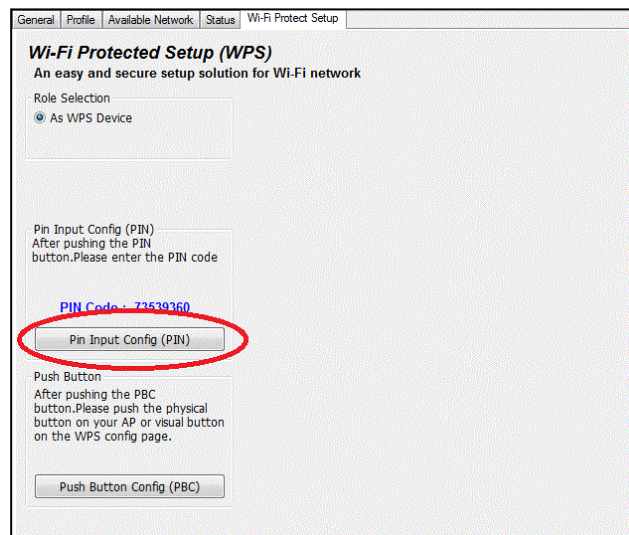 General Profile Available Network Status Wi-Fi Protect Setup
Wi-Fi Protected Setup (WPS)
An easy and secure setup solution for Wi-Fi network
Role Selection
As WPS Device
Pin Input Config (PIN)
After pushing the PIN
button.Please enter the PIN code
PIN Code : 73539360
Pin Input Config (PIN)
Push Button
After pushing the PBC
button.Please push the physical
button on your AP or visual button
on the WPS config page.
Push Button Config (PBC)